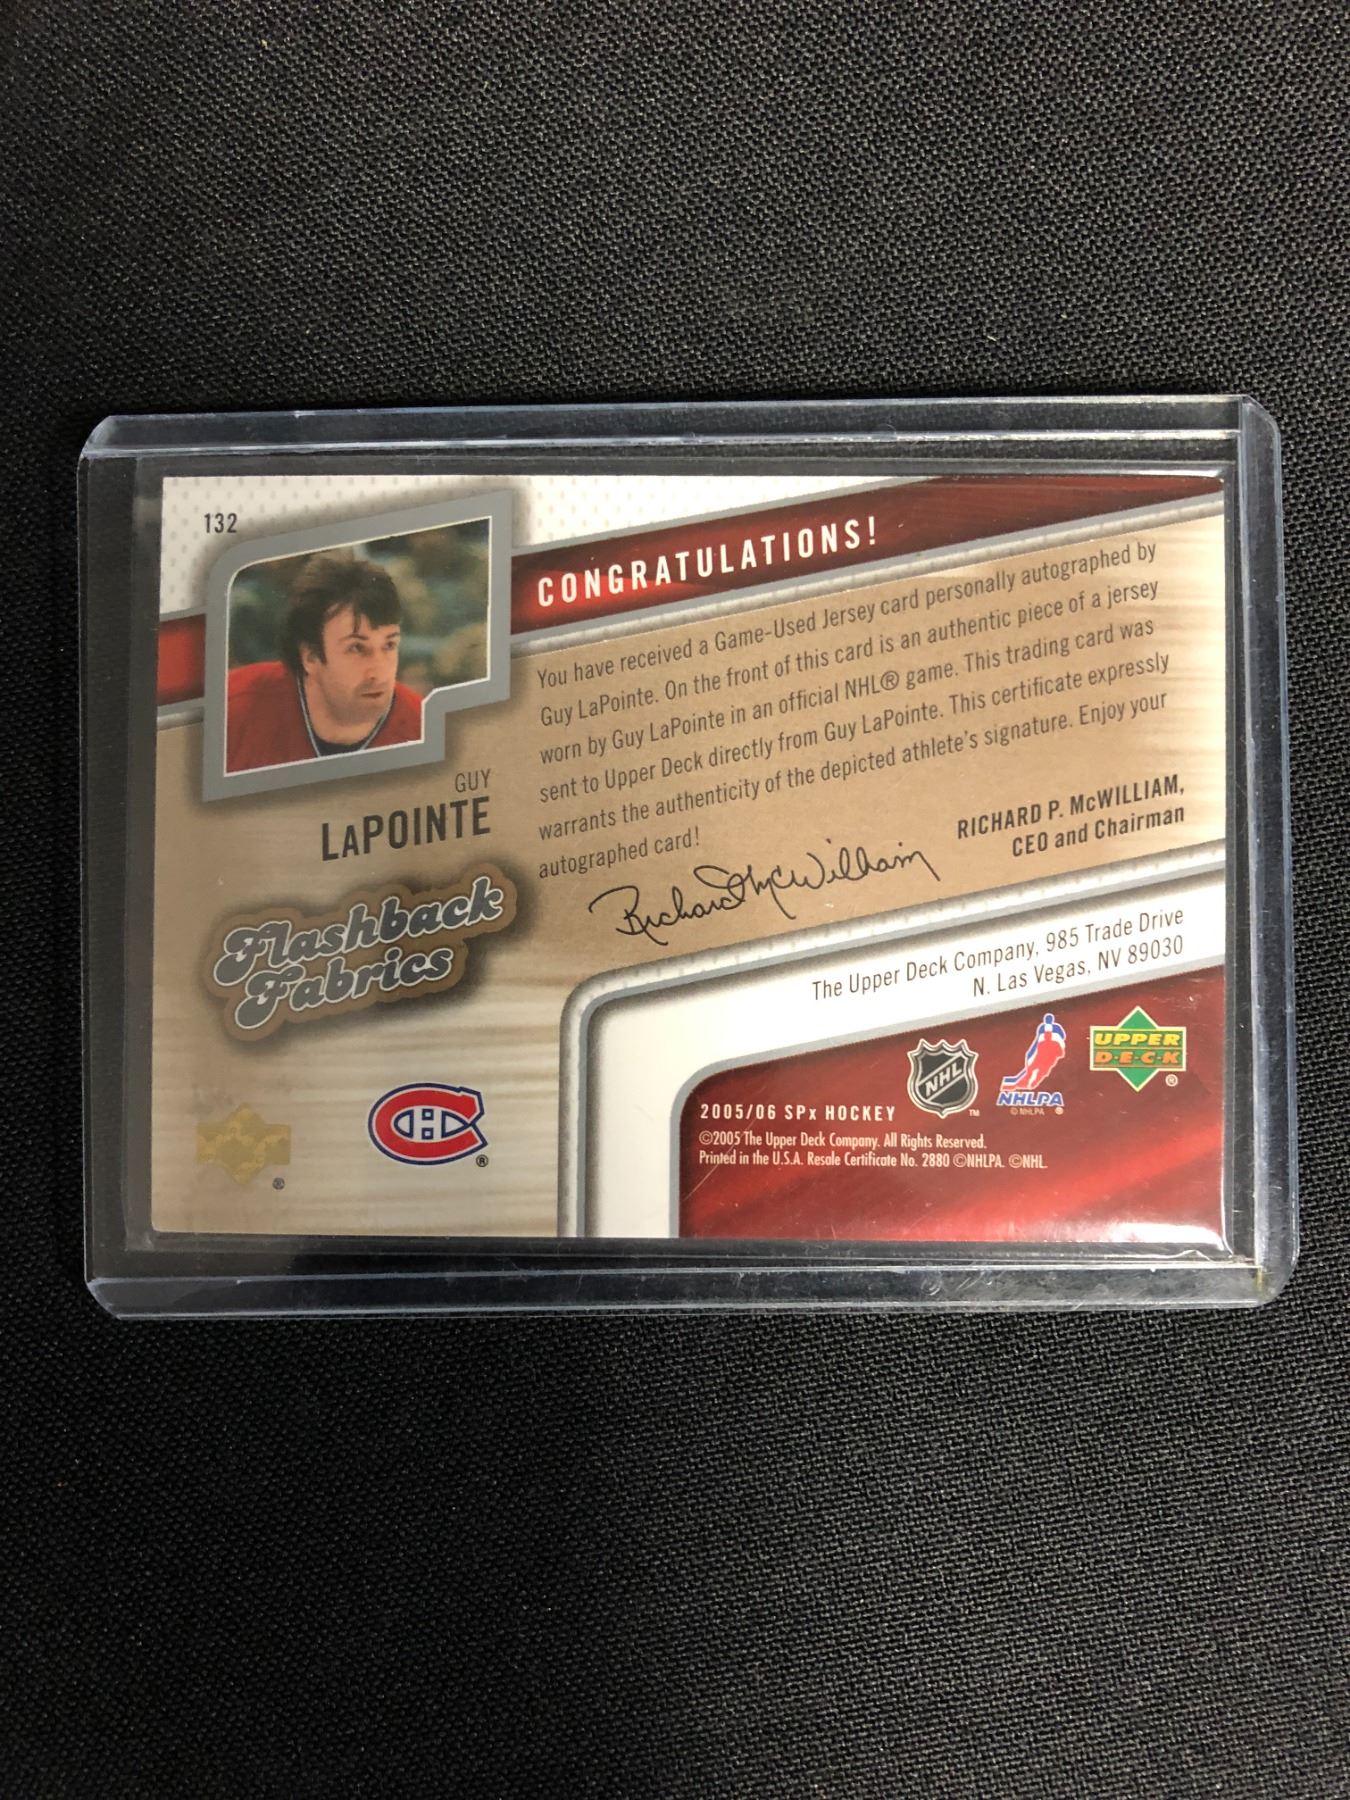 132
CONGRATULATIONS!
You have received a Game-Used Jersey card personally autographed by
Guy LaPointe. On the front of this card is an authentic piece of a jersey
worn by Guy LaPointe in an official NHL® game. This trading card was
sent to Upper Deck directly from Guy LaPointe. This certificate expressly
warrants the authenticity of the depicted athlete's signature. Enjoy your
autographed card!
GUY
LaPOINTE
RICHARD P. McWILLIAM,
CEO and Chairman
Richard McWilliam
Flashback
Fabrics
The Upper Deck Company, 985 Trade Drive
N. Las Vegas, NV 89030
CH ®
®
NHL ™
NHLPA
© NHLPA ®
UPPER
D·E·C·K ®
2005/06 SPx HOCKEY
©2005 The Upper Deck Company. All Rights Reserved.
Printed in the U.S.A. Resale Certificate No. 2880 ©NHLPA. ©NHL.